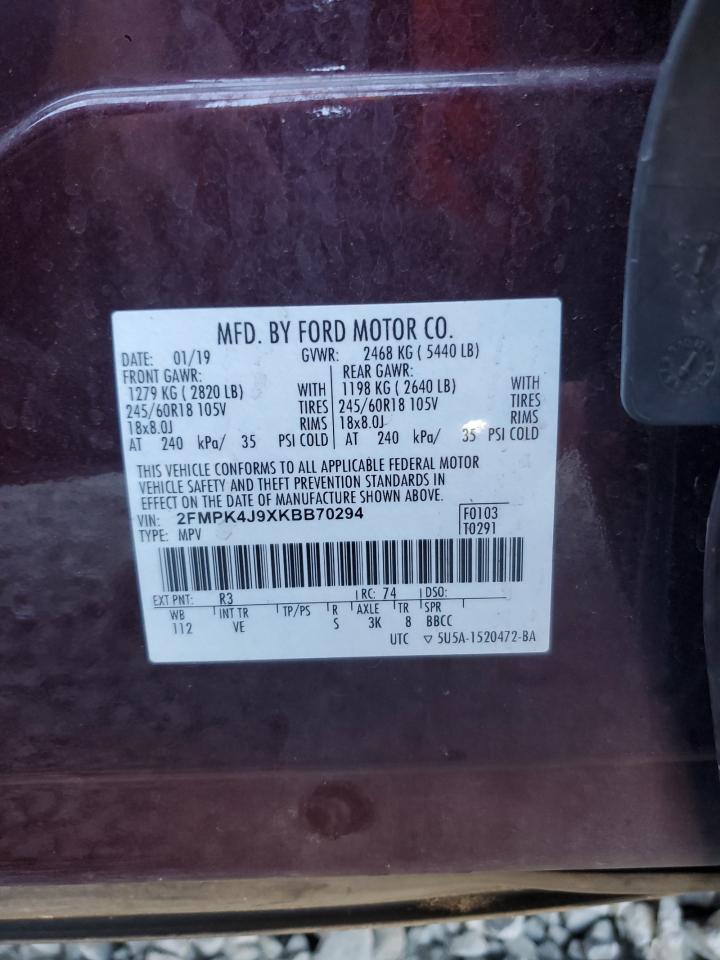 MFD. BY FORD MOTOR CO.
DATE: 01/19 GVWR: 2468 KG ( 5440 LB)
FRONT GAWR: REAR GAWR:
1279 KG ( 2820 LB) WITH 1198 KG ( 2640 LB) WITH
245/60R18 105V TIRES 245/60R18 105V TIRES
18x8.0J RIMS 18x8.0J RIMS
AT 240 kPa/ 35 PSI COLD AT 240 kPa/ 35 PSI COLD
THIS VEHICLE CONFORMS TO ALL APPLICABLE FEDERAL MOTOR
VEHICLE SAFETY AND THEFT PREVENTION STANDARDS IN
EFFECT ON THE DATE OF MANUFACTURE SHOWN ABOVE.
VIN: 2FMPK4J9XKBB70294 F0103
TYPE: MPV T0291
EXT PNT: R3 RC: 74 DSO:
WB INT TR TP/PS R AXLE TR SPR
112 VE S 3K 8 BBCC
UTC ▽ 5U5A-1520472-BA